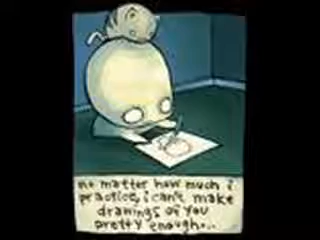 no matter how much i
practice, i can't make
drawings of you
pretty enough...